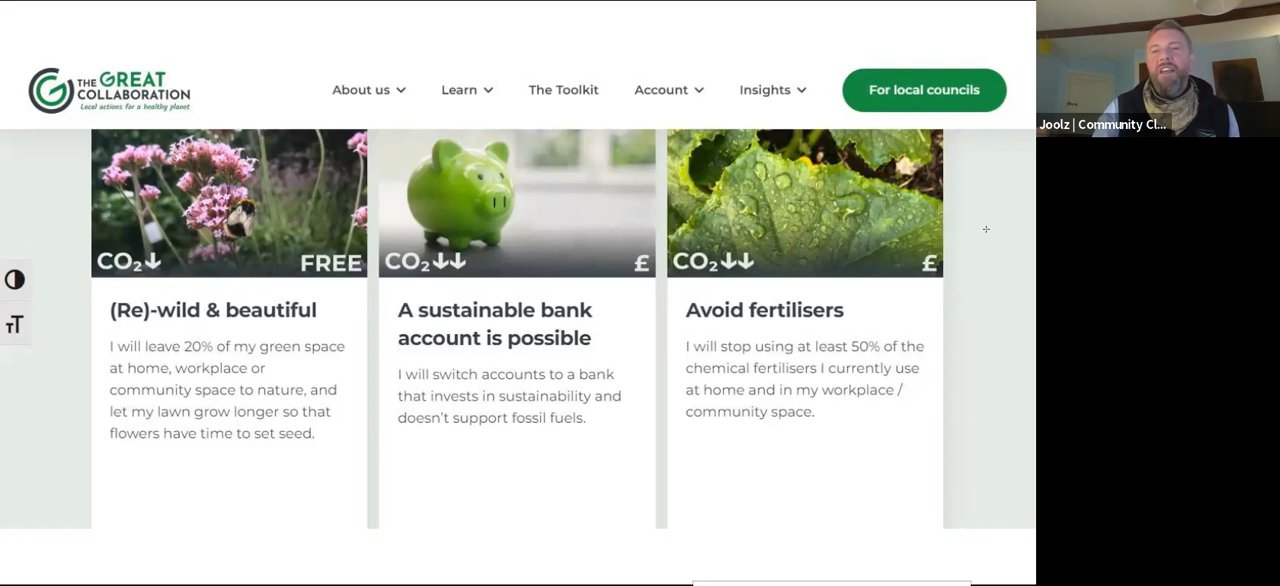 THE GREAT
COLLABORATION
Local actions for a healthy planet
About us
Learn
The Toolkit
Account
Insights
For local councils
Joolz | Community Cl...
CO₂↓
FREE
CO₂↓↓
£
CO₂↓↓
£
(Re)-wild & beautiful
I will leave 20% of my green space
at home, workplace or
community space to nature, and
let my lawn grow longer so that
flowers have time to set seed.
A sustainable bank
account is possible
I will switch accounts to a bank
that invests in sustainability and
doesn't support fossil fuels.
Avoid fertilisers
I will stop using at least 50% of the
chemical fertilisers I currently use
at home and in my workplace /
community space.
TT